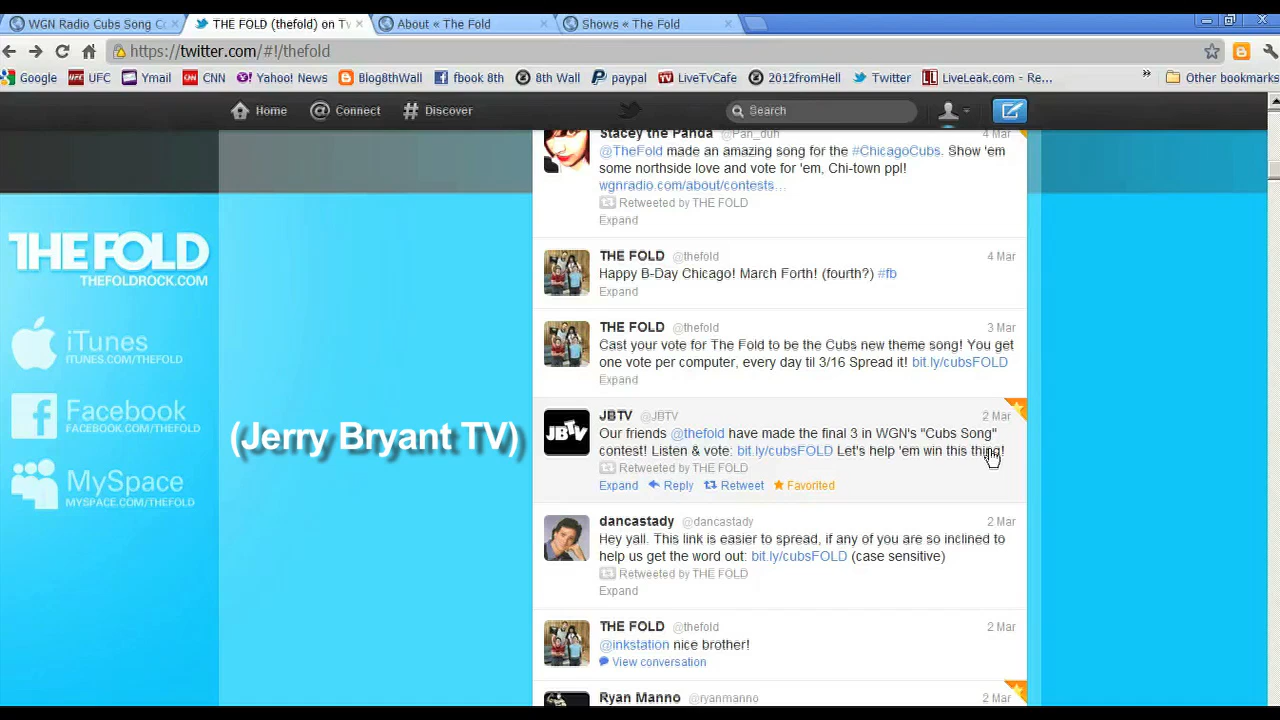 WGN Radio Cubs Song Co
THE FOLD (thefold) on Tw
About « The Fold
Shows « The Fold
https://twitter.com/#!/thefold
Google
UFC
Ymail
CNN
Yahoo! News
Blog8thWall
fbook 8th
8th Wall
paypal
LiveTvCafe
2012fromHell
Twitter
LiveLeak.com - Re...
Other bookmarks
Home
Connect
Discover
Search
Stacey the Panda @Pan_duh 4 Mar
@TheFold made an amazing song for the #ChicagoCubs. Show 'em
some northside love and vote for 'em, Chi-town ppl!
wgnradio.com/about/contests…
Retweeted by THE FOLD
Expand
THE FOLD @thefold 4 Mar
Happy B-Day Chicago! March Forth! (fourth?) #fb
Expand
THE FOLD @thefold 3 Mar
Cast your vote for The Fold to be the Cubs new theme song! You get
one vote per computer, every day til 3/16 Spread it! bit.ly/cubsFOLD
Expand
JBTV @JBTV 2 Mar
Our friends @thefold have made the final 3 in WGN's "Cubs Song"
contest! Listen & vote: bit.ly/cubsFOLD Let's help 'em win this thing!
Retweeted by THE FOLD
Expand Reply Retweet Favorited
dancastady @dancastady 2 Mar
Hey yall. This link is easier to spread, if any of you are so inclined to
help us get the word out: bit.ly/cubsFOLD (case sensitive)
Retweeted by THE FOLD
Expand
THE FOLD @thefold 2 Mar
@inkstation nice brother!
View conversation
Ryan Manno @ryanmanno 2 Mar
THE FOLD
THEFOLDROCK.COM
iTunes
ITUNES.COM/THEFOLD
Facebook
FACEBOOK.COM/THEFOLD
MySpace
MYSPACE.COM/THEFOLD
(Jerry Bryant TV)
JBTV